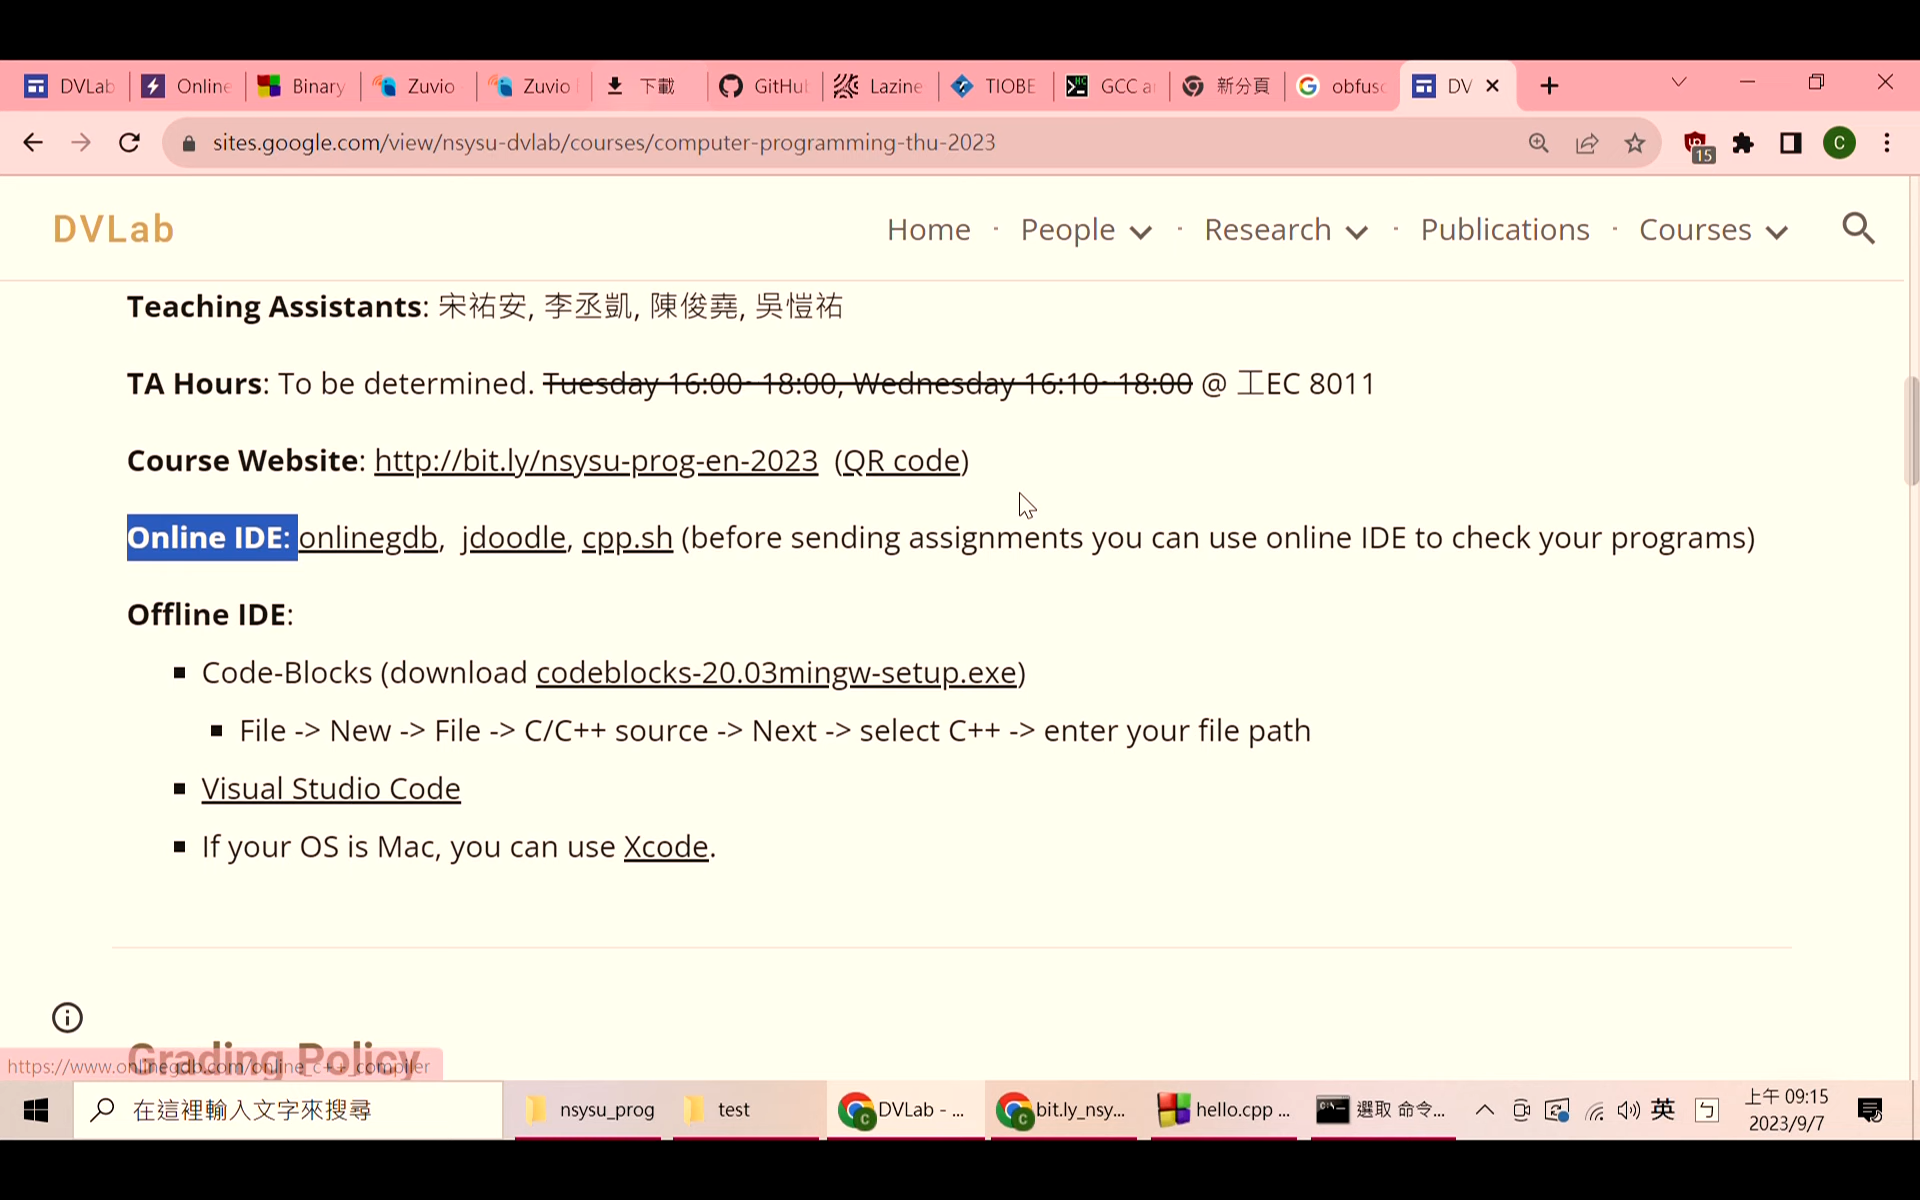 DVLab Online Binary Zuvio Zuvio 下載 GitHu Lazine TIOBE GCC a 新分頁 obfusc DV
sites.google.com/view/nsysu-dvlab/courses/computer-programming-thu-2023
15
C
DVLab Home · People · Research · Publications · Courses
Teaching Assistants: 宋祐安, 李丞凱, 陳俊堯, 吳愷祐
TA Hours: To be determined. Tuesday 16:00~18:00, Wednesday 16:10~18:00 @ 工EC 8011
Course Website: http://bit.ly/nsysu-prog-en-2023 (QR code)
Online IDE: onlinegdb, jdoodle, cpp.sh (before sending assignments you can use online IDE to check your programs)
Offline IDE:
Code-Blocks (download codeblocks-20.03mingw-setup.exe)
File -> New -> File -> C/C++ source -> Next -> select C++ -> enter your file path
Visual Studio Code
If your OS is Mac, you can use Xcode.
Grading Policy
https://www.onlinegdb.com/online_c++_compiler
在這裡輸入文字來搜尋 nsysu_prog test DVLab - ... bit.ly_nsy... hello.cpp ... 選取 命令... 英 ㄅ 上午 09:15
2023/9/7